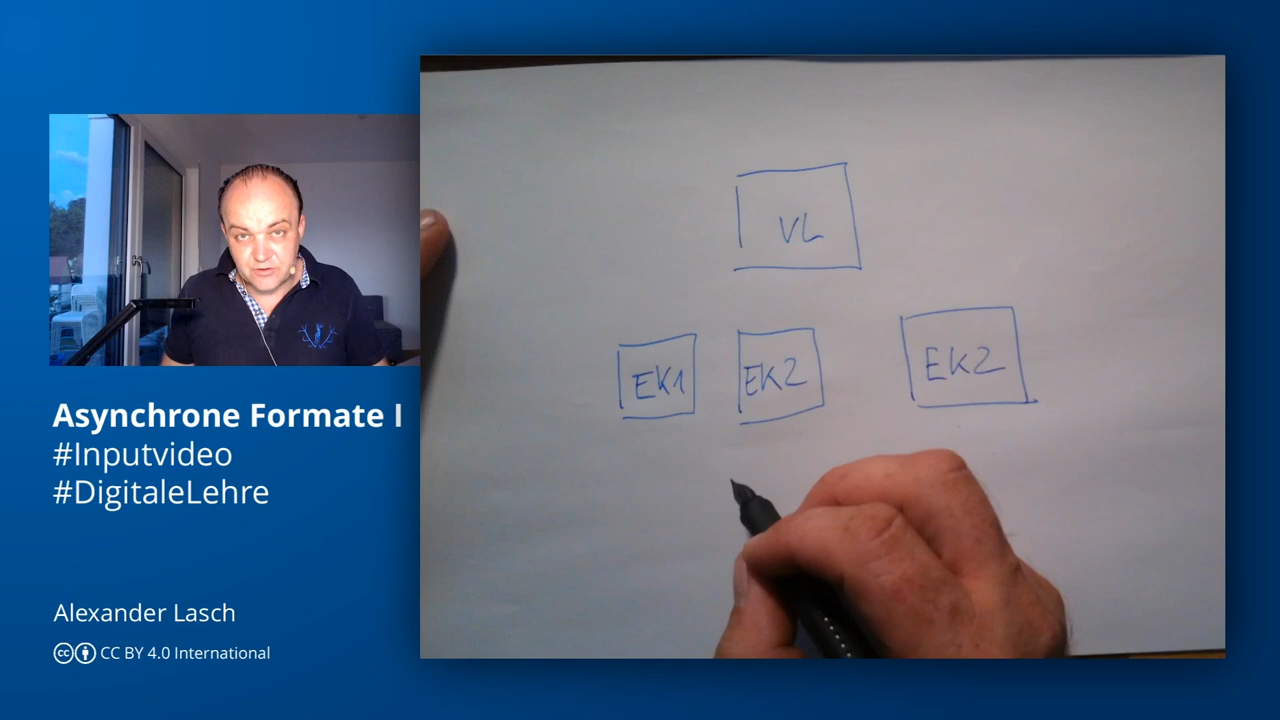 Asynchrone Formate I
#Inputvideo
#DigitaleLehre
Alexander Lasch
CC BY 4.0 International
VL
EK1 EK2 EK2